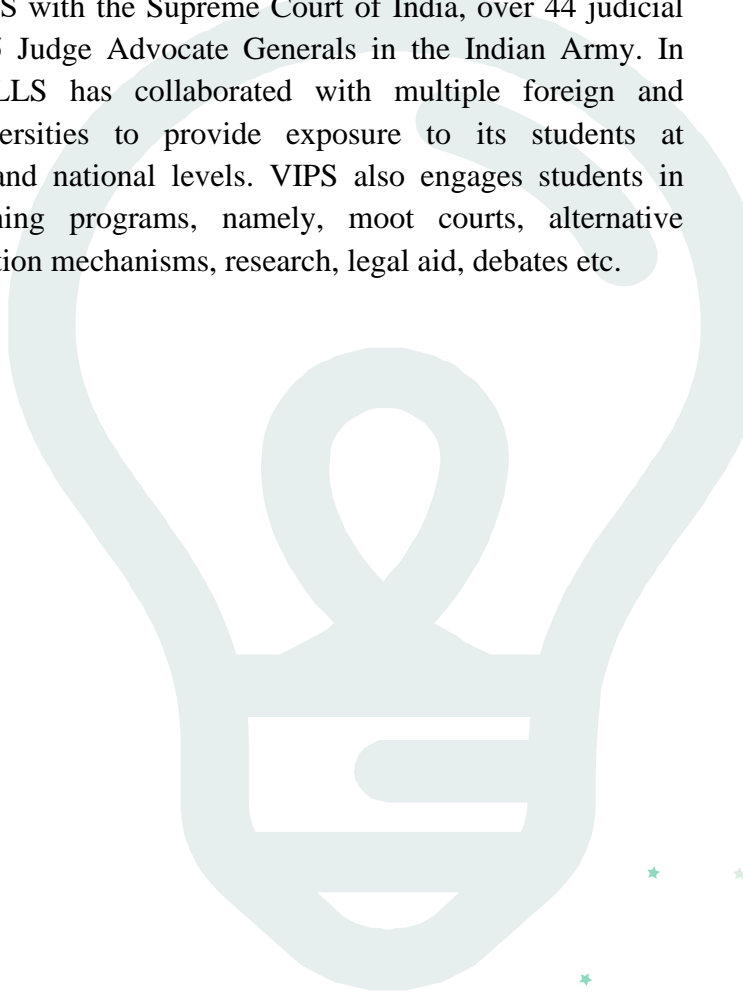 S with the Supreme Court of India, over 44 judicial
Judge Advocate Generals in the Indian Army. In
LLS has collaborated with multiple foreign and
ersities to provide exposure to its students at
and national levels. VIPS also engages students in
ing programs, namely, moot courts, alternative
tion mechanisms, research, legal aid, debates etc.